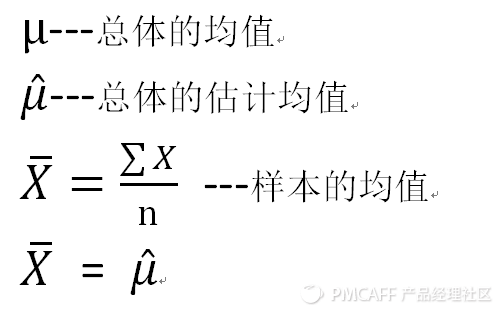 μ---总体的均值
μ̂---总体的估计均值
X̄ = ∑X/n ---样本的均值
X̄ = μ̂
PMCAFF 产品经理社区